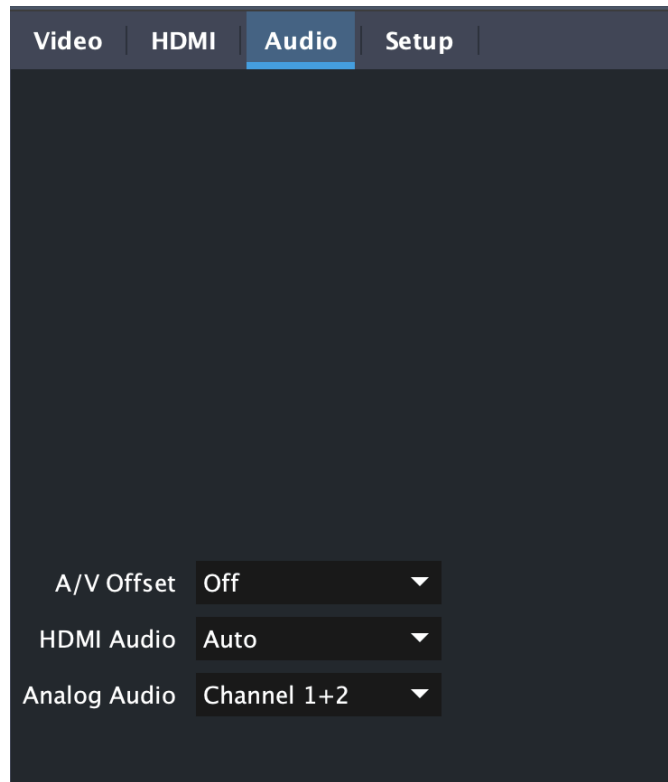 Video HDMI Audio Setup
A/V Offset Off
HDMI Audio Auto
Analog Audio Channel 1+2